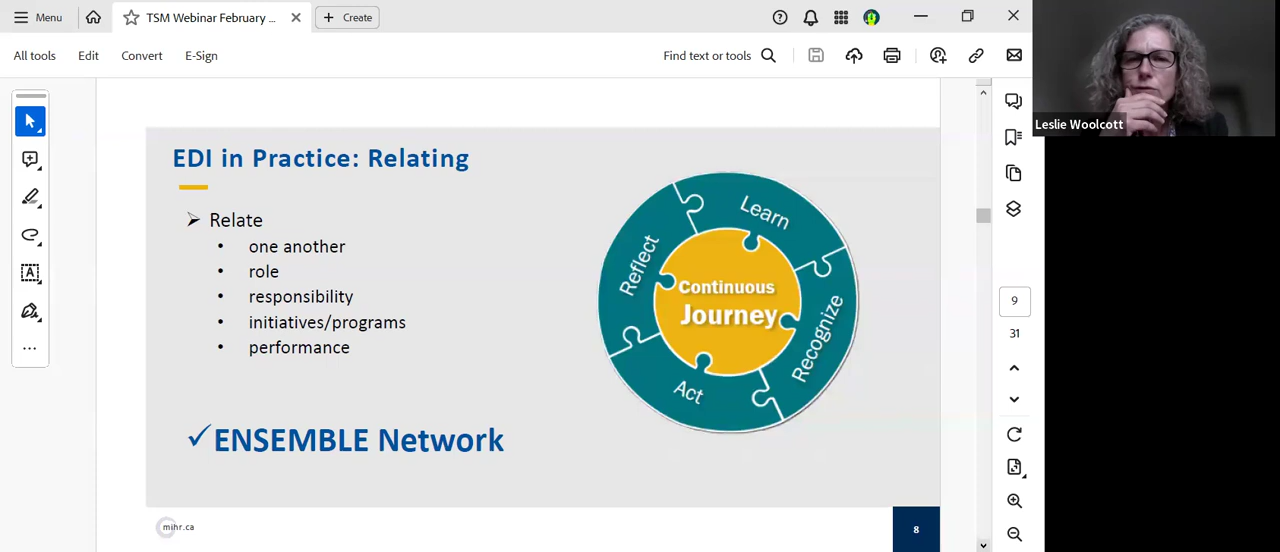 Menu
TSM Webinar February ...
Create
All tools
Edit
Convert
E-Sign
Find text or tools
Leslie Woolcott
EDI in Practice: Relating
Relate
one another
role
responsibility
initiatives/programs
performance
ENSEMBLE Network
Learn
Recognize
Act
Reflect
Continuous
Journey
mihr.ca
8
9
31